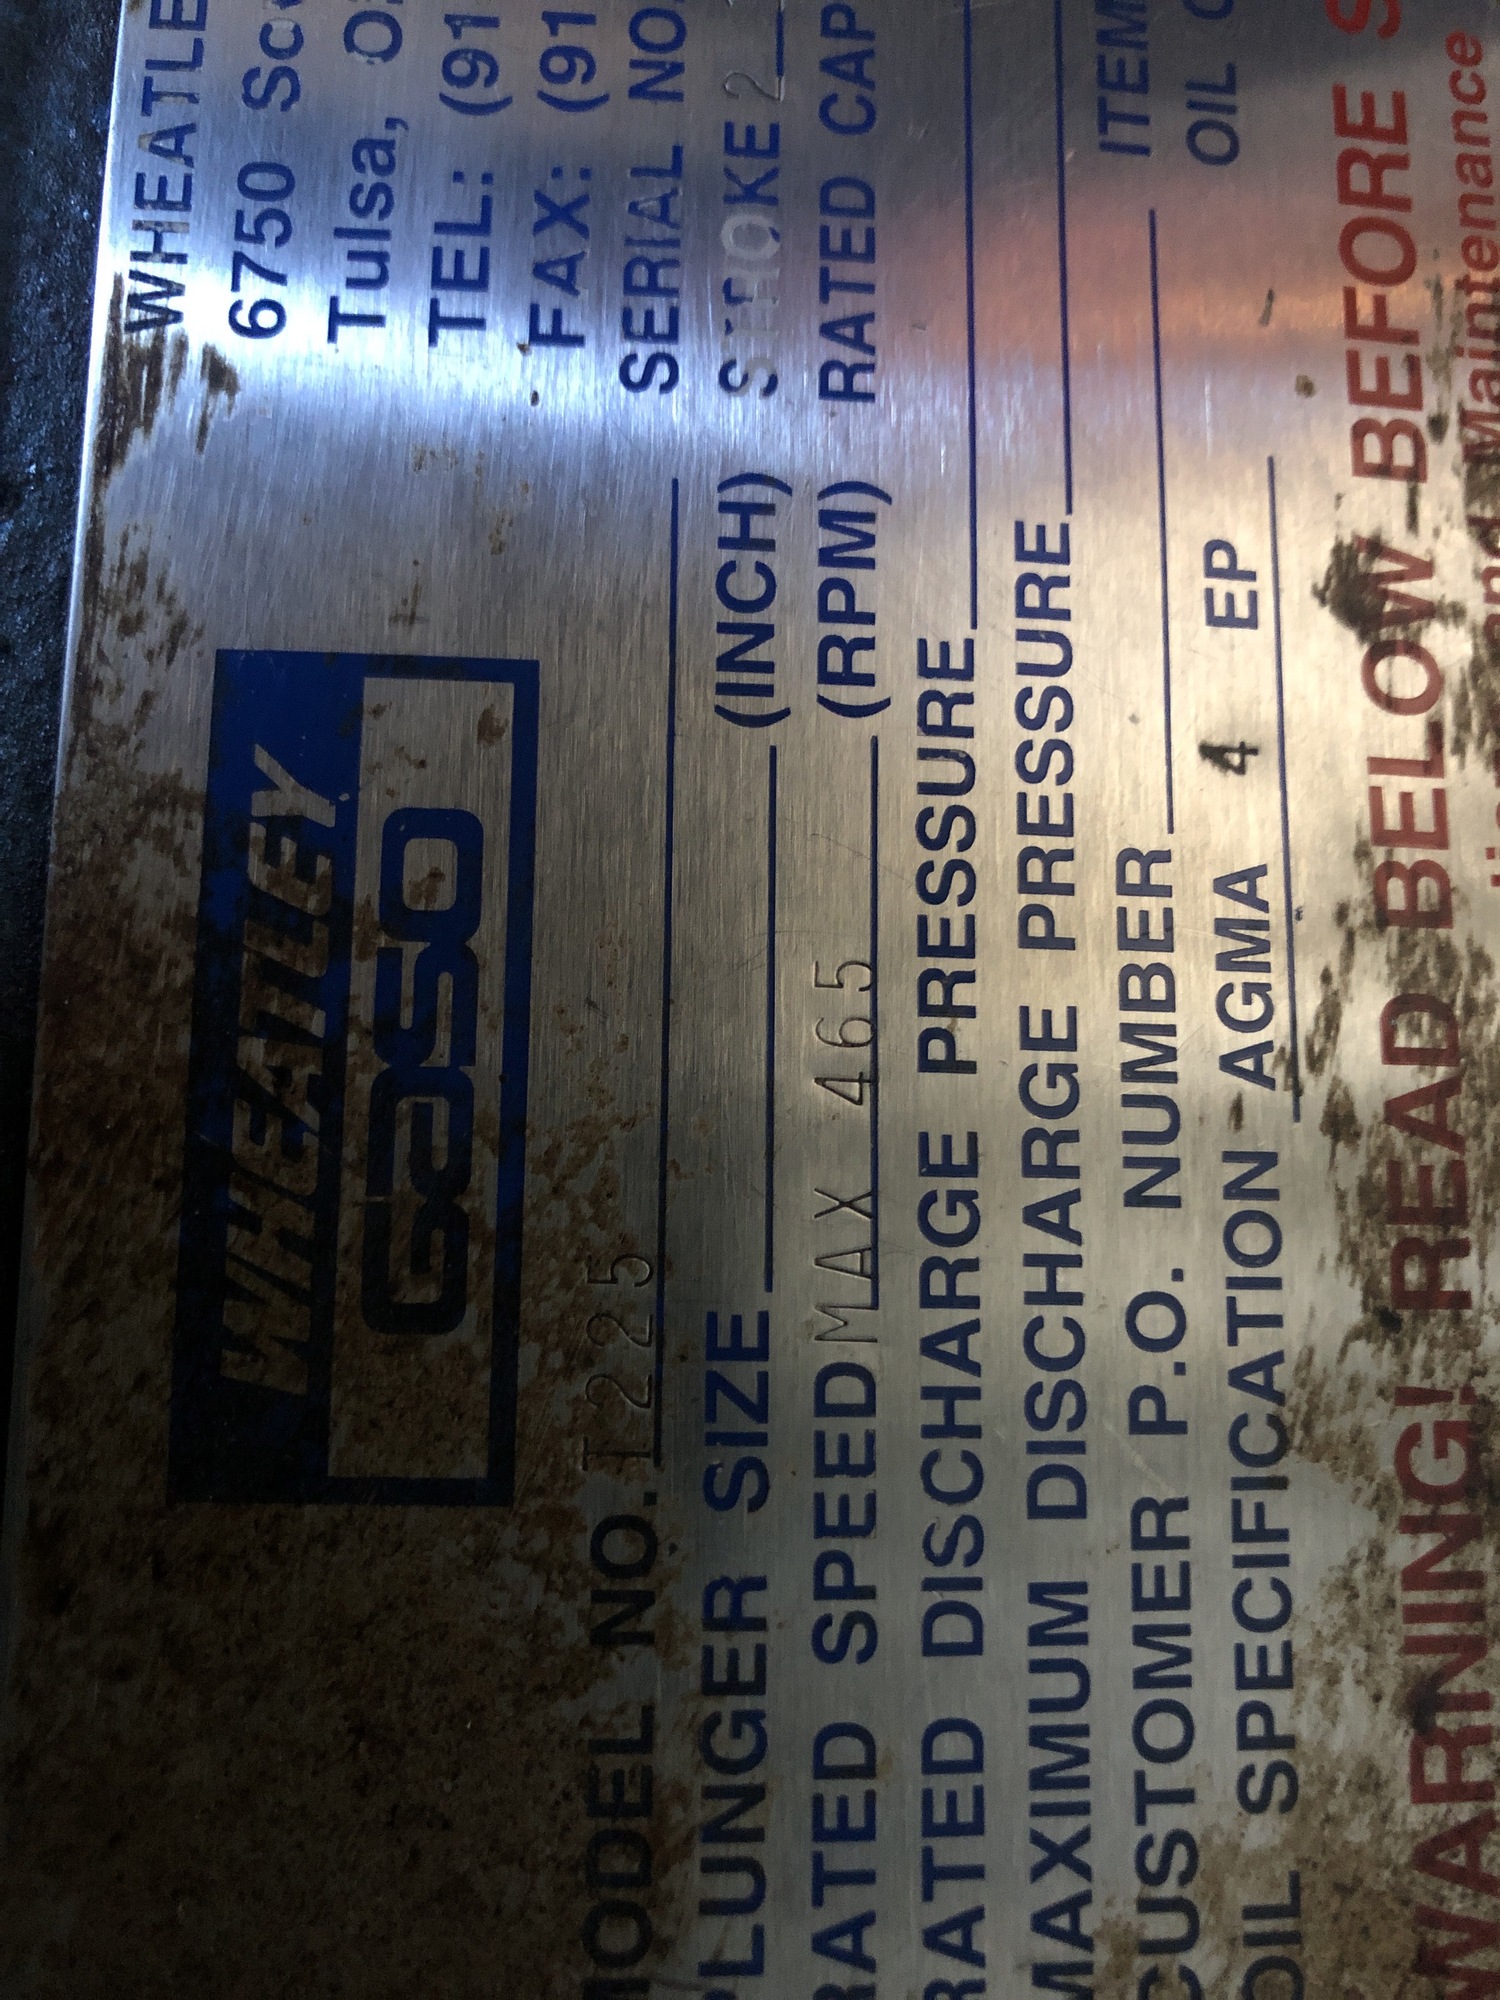 WHEATLEY
GASO
WHEATLE
6750 Sc
Tulsa, O
TEL: (91
FAX: (91
MODEL NO. T225 SERIAL NO.
PLUNGER SIZE (INCH) STROKE 2
RATED SPEED MAX 465 (RPM) RATED CAP
RATED DISCHARGE PRESSURE
MAXIMUM DISCHARGE PRESSURE
CUSTOMER P.O. NUMBER ITEM
OIL SPECIFICATION AGMA 4 EP OIL C
WARNING! READ BELOW BEFORE S
and Maintenance